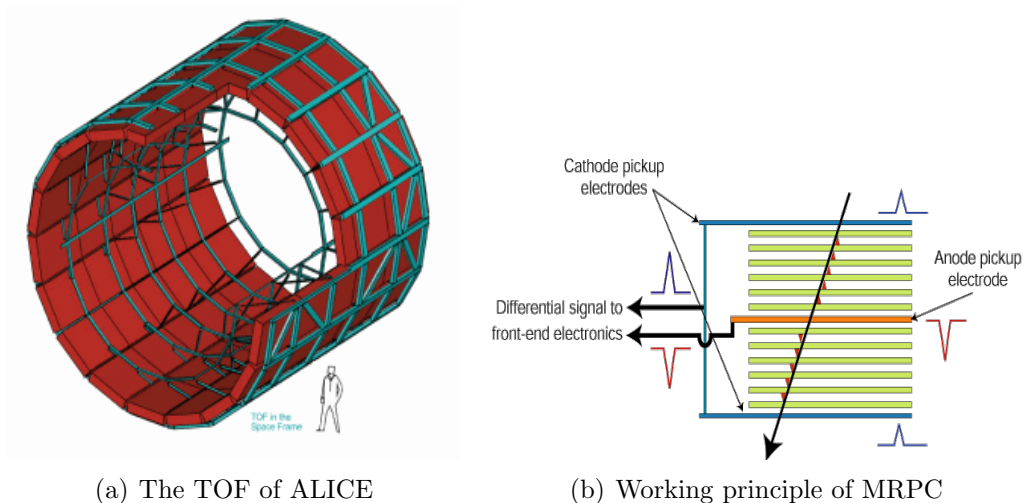 TOF in the
Space Frame
Cathode pickup
electrodes
Anode pickup
electrode
Differential signal to
front-end electronics
(a) The TOF of ALICE
(b) Working principle of MRPC